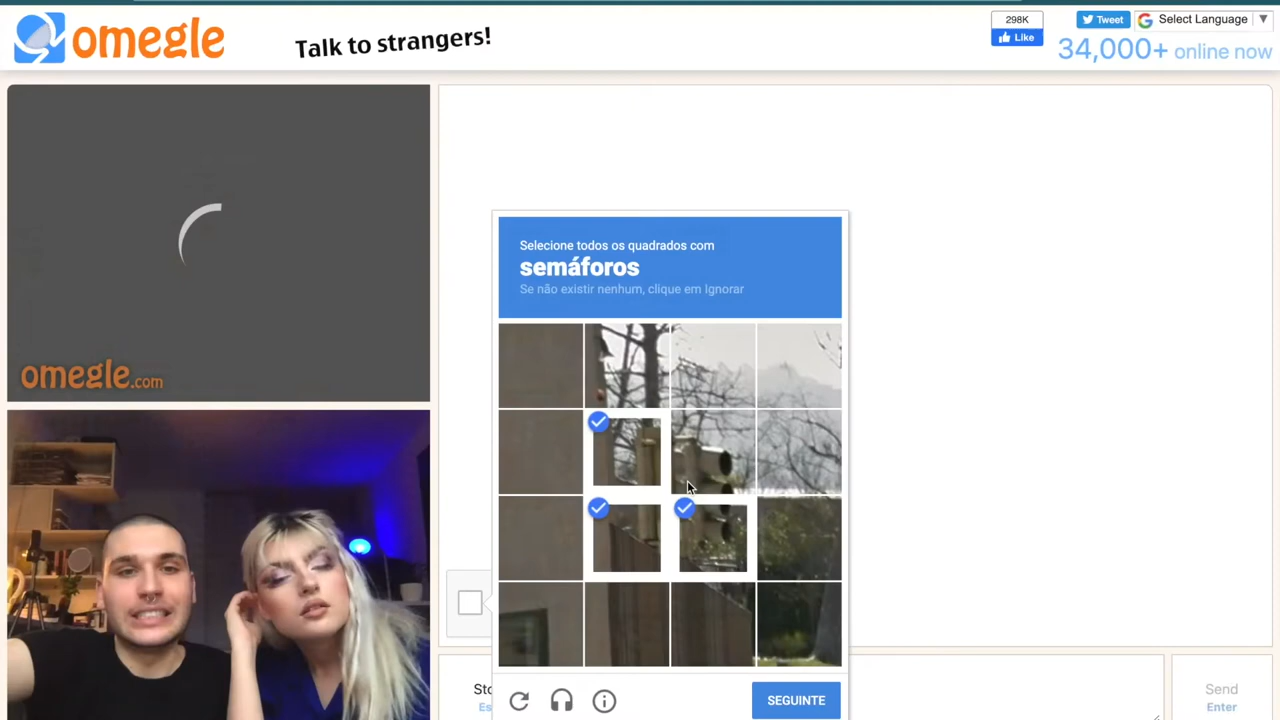 omegle
Talk to strangers!
298K
Like
Tweet
Select Language
34,000+ online now
omegle.com
Selecione todos os quadrados com
semáforos
Se não existir nenhum, clique em Ignorar
SEGUINTE
Send
Enter